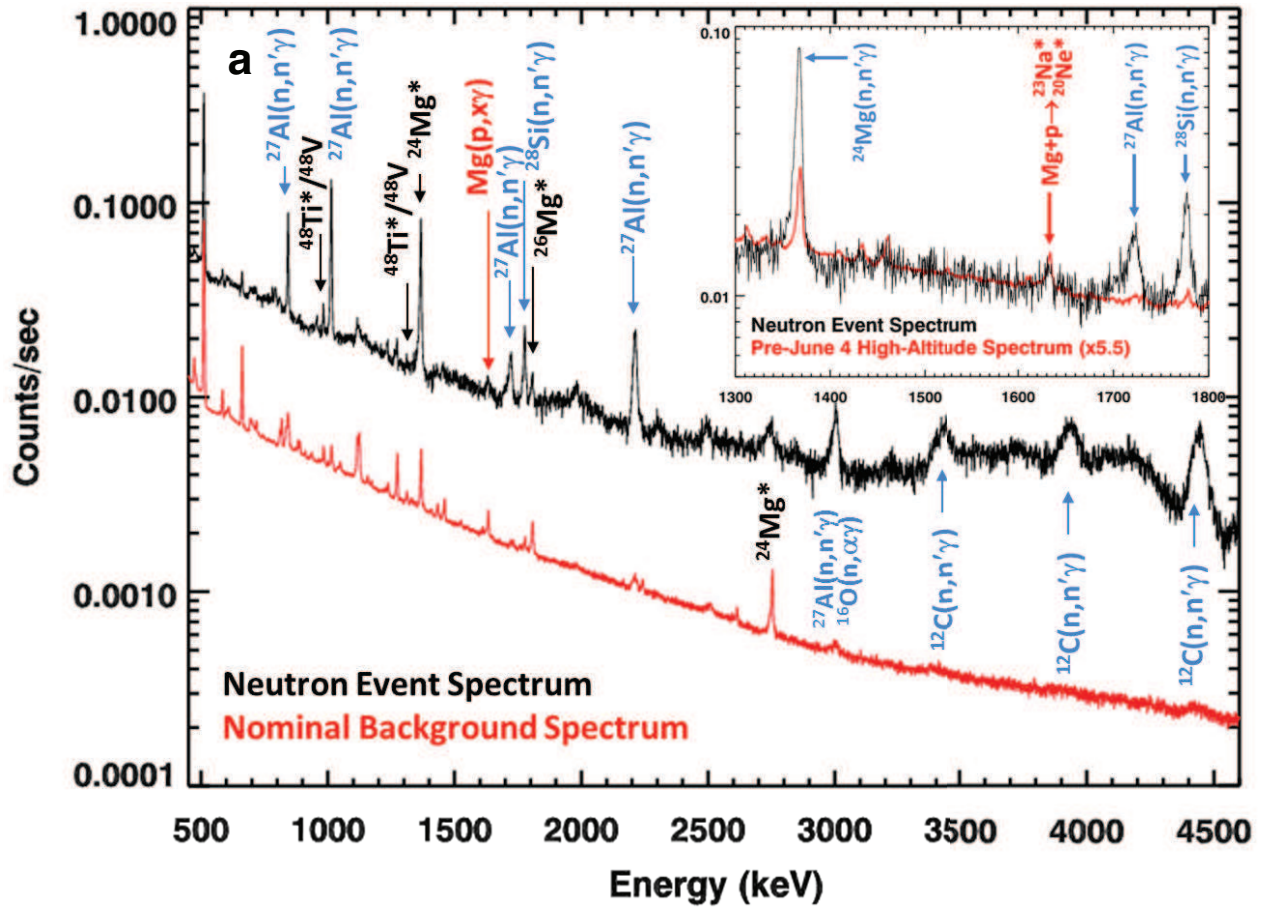 a
1.0000
0.1000
0.0100
0.0010
0.0001
Counts/sec
500 1000 1500 2000 2500 3000 3500 4000 4500
Energy (keV)
²⁷Al(n,n′γ)
⁴⁸Ti*/⁴⁸V
²⁷Al(n,n′γ)
⁴⁸Ti*/⁴⁸V
²⁴Mg*
Mg(p,xγ)
²⁷Al(n,n′γ)
²⁸Si(n,n′γ)
²⁶Mg*
²⁷Al(n,n′γ)
²⁴Mg*
²⁷Al(n,n′γ)
¹⁶O(n,αγ)
¹²C(n,n′γ)
¹²C(n,n′γ)
¹²C(n,n′γ)
Neutron Event Spectrum
Nominal Background Spectrum
0.10
0.01
²⁴Mg(n,n′γ)
Mg+p→
²³Na*
²⁰Ne*
²⁷Al(n,n′γ)
²⁸Si(n,n′γ)
Neutron Event Spectrum
Pre-June 4 High-Altitude Spectrum (x5.5)
1300 1400 1500 1600 1700 1800